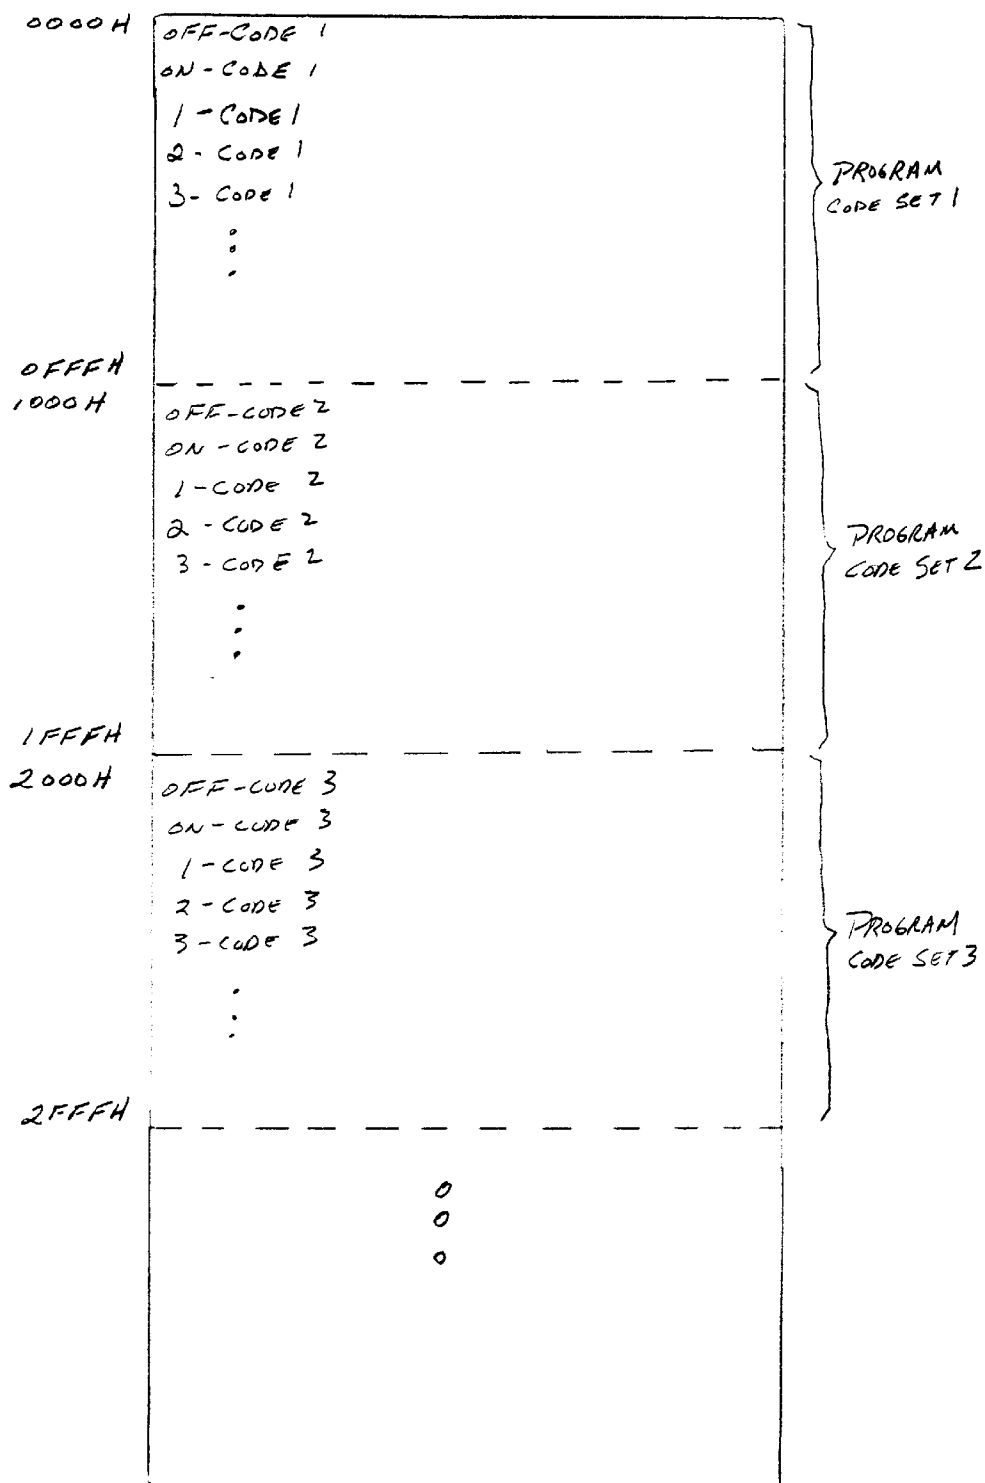 0000H
OFF-CODE 1
ON - CODE 1
1 - CODE 1
2 - CODE 1
3 - CODE 1
PROGRAM
CODE SET 1
0FFFH
1000H
OFF-CODE 2
ON - CODE 2
1 - CODE 2
2 - CODE 2
3 - CODE 2
PROGRAM
CODE SET 2
1FFFH
2000H
OFF-CODE 3
ON - CODE 3
1 - CODE 3
2 - CODE 3
3 - CODE 3
PROGRAM
CODE SET 3
2FFFH